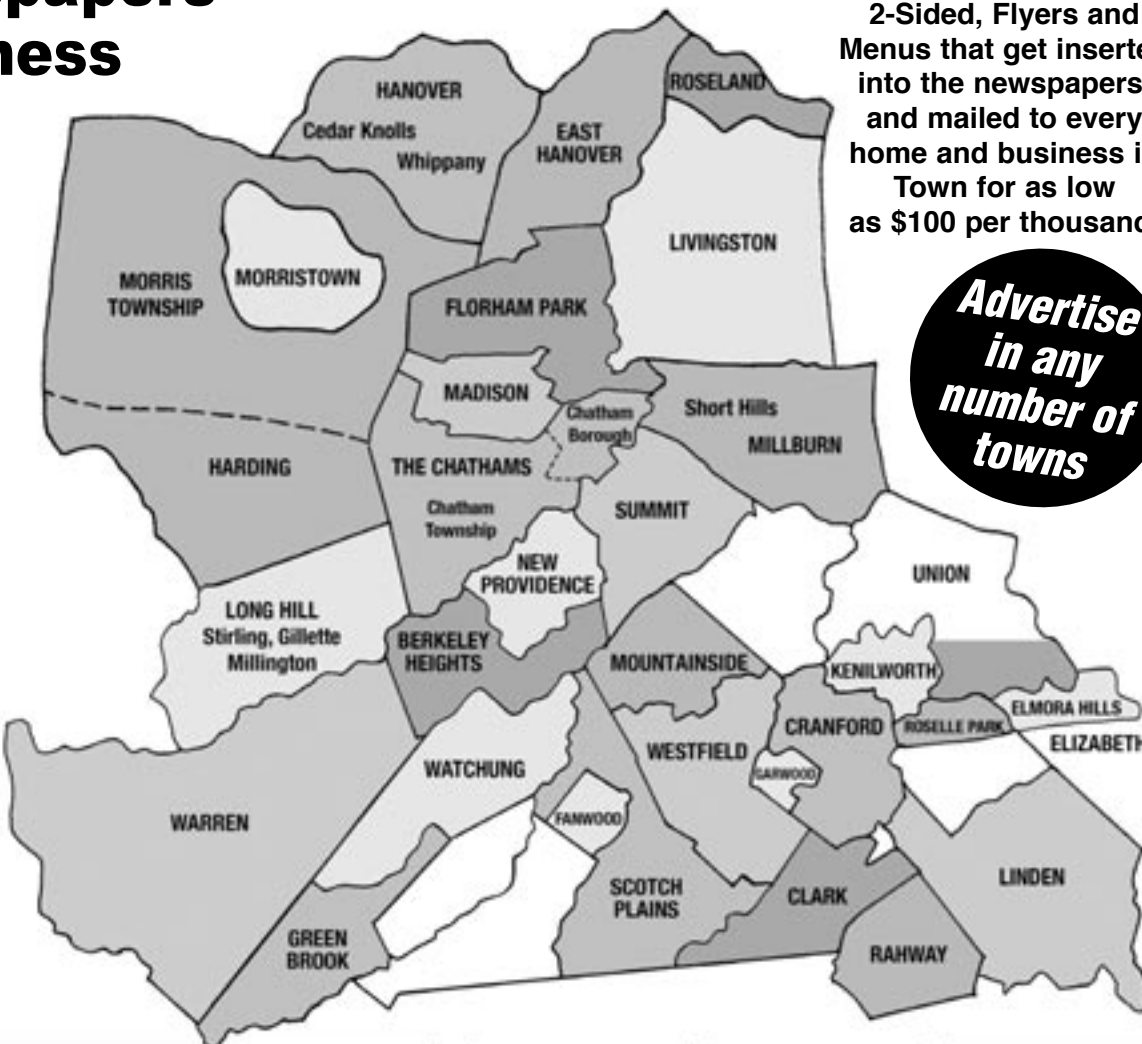 ness
2-Sided, Flyers and
Menus that get
into the newspapers
and mailed to every
home and business
Town for as low
as $100 per thousand
Advertise
in any
number of
towns
HANOVER
Cedar Knolls
Whippany
EAST
HANOVER
ROSELAND
LIVINGSTON
MORRIS
TOWNSHIP
MORRISTOWN
FLORHAM PARK
MADISON
Chatham
Borough
Short Hills
MILLBURN
HARDING
THE CHATHAMS
Chatham
Township
SUMMIT
NEW
PROVIDENCE
UNION
LONG HILL
Stirling, Gillette
Millington
BERKELEY
HEIGHTS
MOUNTAINSIDE
KENILWORTH
ELMORA HILLS
ROSELLE PARK
CRANFORD
ELIZABETH
WESTFIELD
GARWOOD
WATCHUNG
FANWOOD
WARREN
SCOTCH
PLAINS
CLARK
LINDEN
GREEN
BROOK
RAHWAY